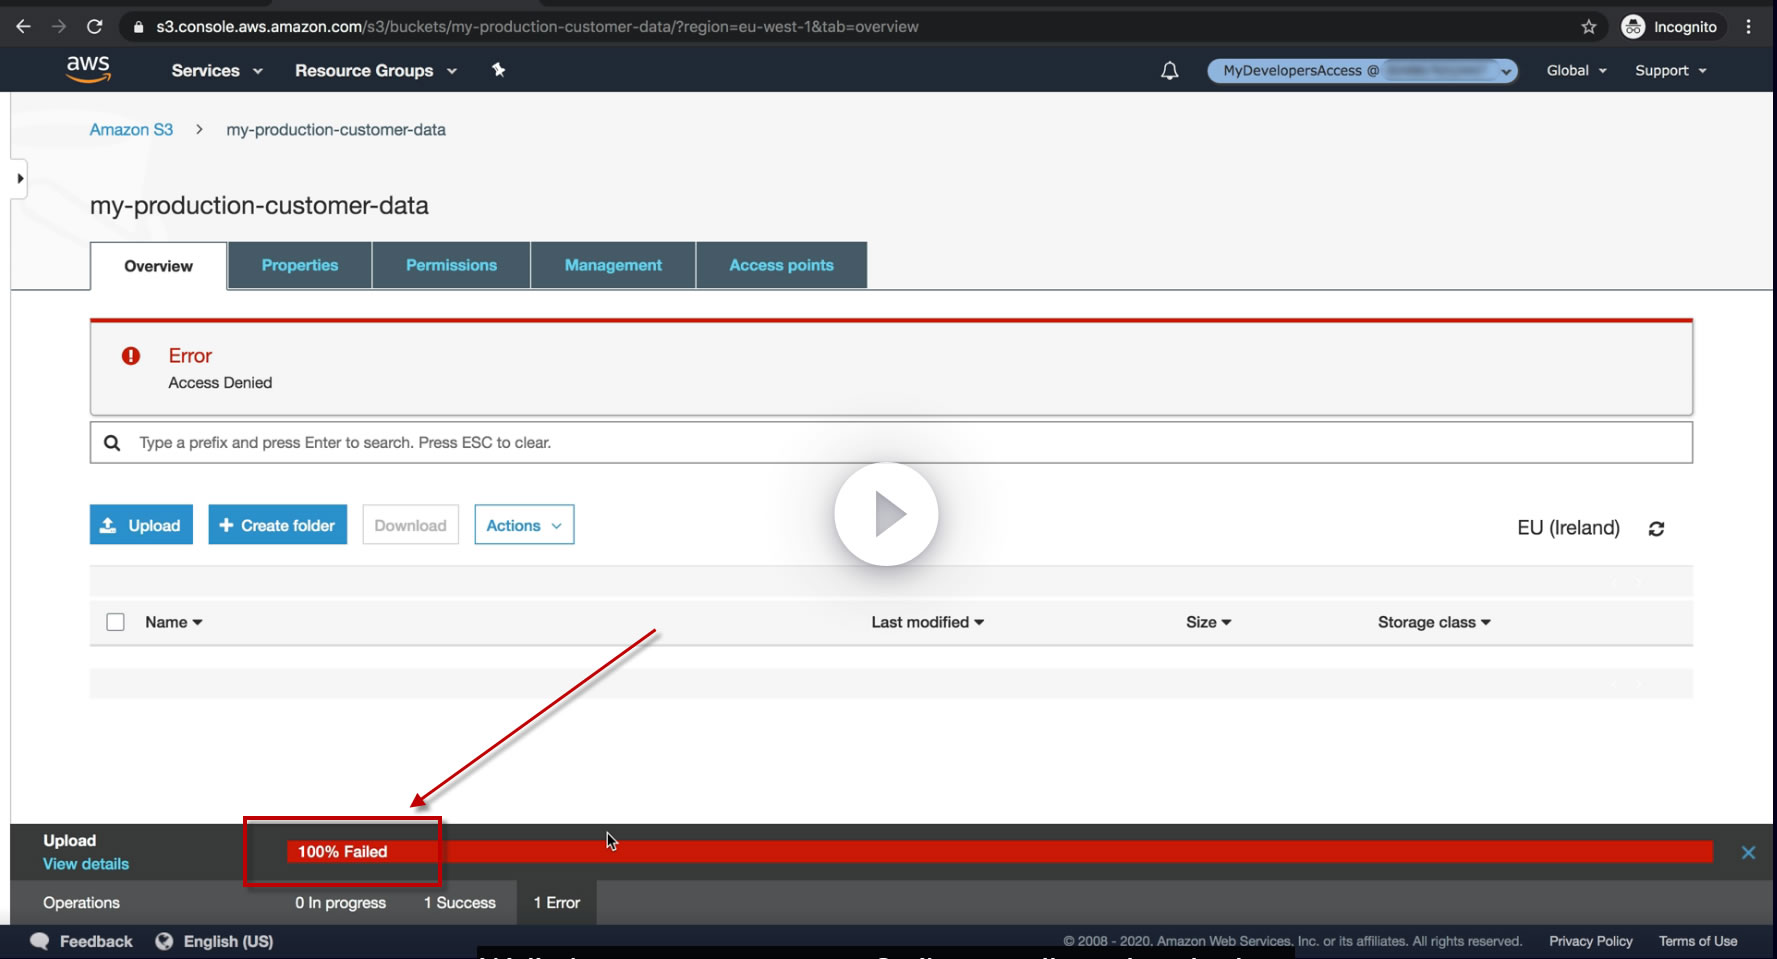 s3.console.aws.amazon.com/s3/buckets/my-production-customer-data/?region=eu-west-1&tab=overview
Incognito
aws
Services
Resource Groups
MyDevelopersAccess @
Global
Support
Amazon S3 > my-production-customer-data
my-production-customer-data
Overview
Properties
Permissions
Management
Access points
Error
Access Denied
Type a prefix and press Enter to search. Press ESC to clear.
Upload
+ Create folder
Download
Actions
EU (Ireland)
Name
Last modified
Size
Storage class
Upload
100% Failed
View details
Operations
0 In progress
1 Success
1 Error
Feedback
English (US)
© 2008 - 2020, Amazon Web Services, Inc. or its affiliates. All rights reserved.
Privacy Policy
Terms of Use